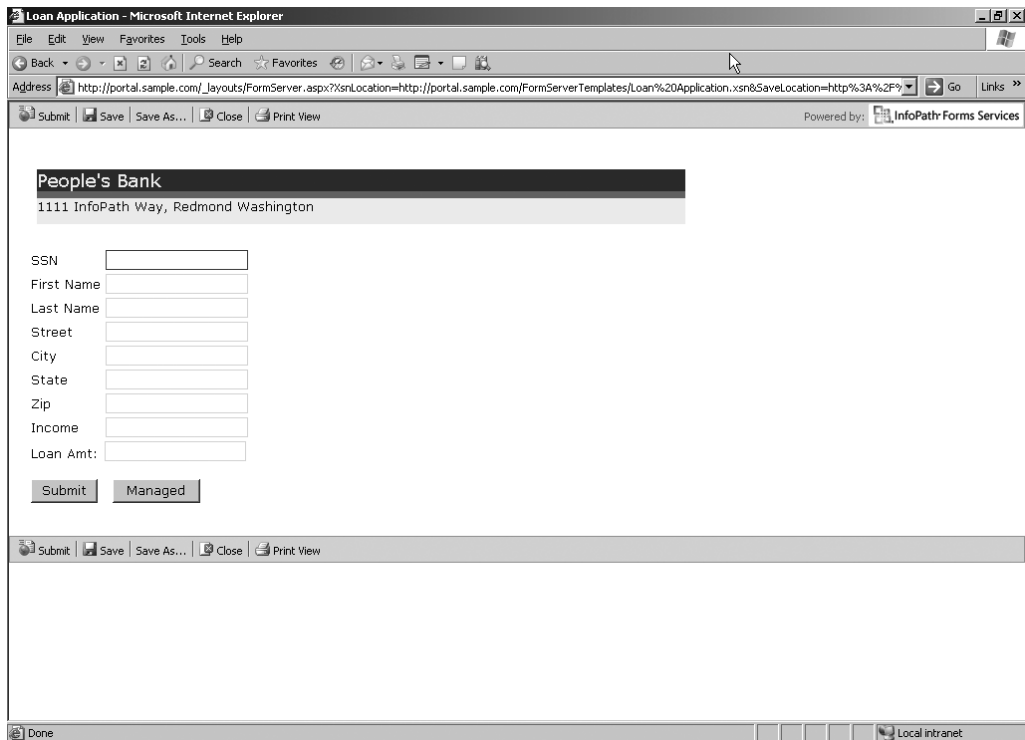 Loan Application - Microsoft Internet Explorer
File Edit View Favorites Tools Help
Back Search Favorites
Address http://portal.sample.com/_layouts/FormServer.aspx?XsnLocation=http://portal.sample.com/FormServerTemplates/Loan%20Application.xsn&SaveLocation=http%3A%2F% Go Links »
Submit Save Save As... Close Print View Powered by: InfoPath Forms Services
People's Bank
1111 InfoPath Way, Redmond Washington
SSN
First Name
Last Name
Street
City
State
Zip
Income
Loan Amt:
Submit Managed
Submit Save Save As... Close Print View
Done Local intranet